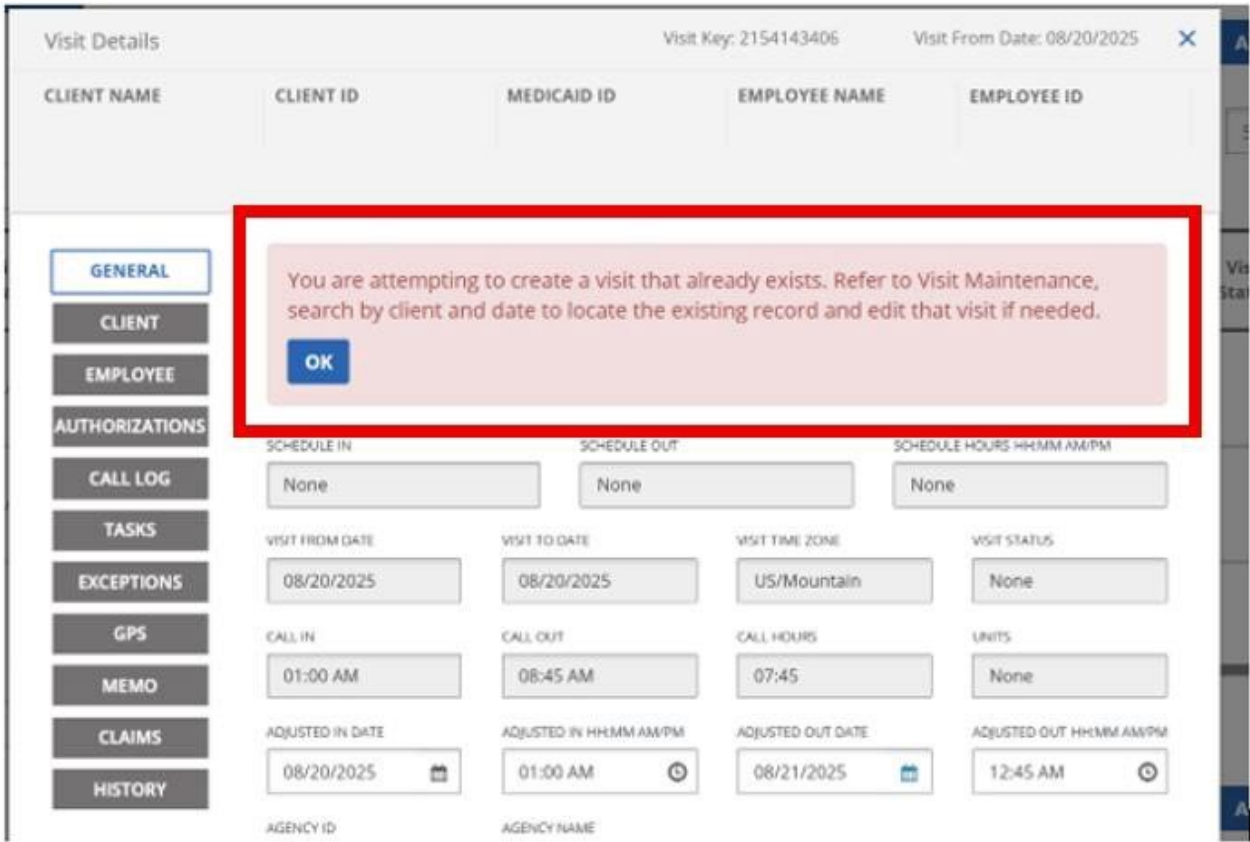 Visit Details
Visit Key: 2154143406
Visit From Date: 08/20/2025
CLIENT NAME
CLIENT ID
MEDICAID ID
EMPLOYEE NAME
EMPLOYEE ID
GENERAL
CLIENT
EMPLOYEE
AUTHORIZATIONS
CALL LOG
TASKS
EXCEPTIONS
GPS
MEMO
CLAIMS
HISTORY
You are attempting to create a visit that already exists. Refer to Visit Maintenance,
search by client and date to locate the existing record and edit that visit if needed.
OK
SCHEDULE IN
SCHEDULE OUT
SCHEDULE HOURS HH:MM AM/PM
None
None
None
VISIT FROM DATE
VISIT TO DATE
VISIT TIME ZONE
VISIT STATUS
08/20/2025
08/20/2025
US/Mountain
None
CALL IN
CALL OUT
CALL HOURS
UNITS
01:00 AM
08:45 AM
07:45
None
ADJUSTED IN DATE
ADJUSTED IN HH:MM AM/PM
ADJUSTED OUT DATE
ADJUSTED OUT HH:MM AM/PM
08/20/2025
01:00 AM
08/21/2025
12:45 AM
AGENCY ID
AGENCY NAME